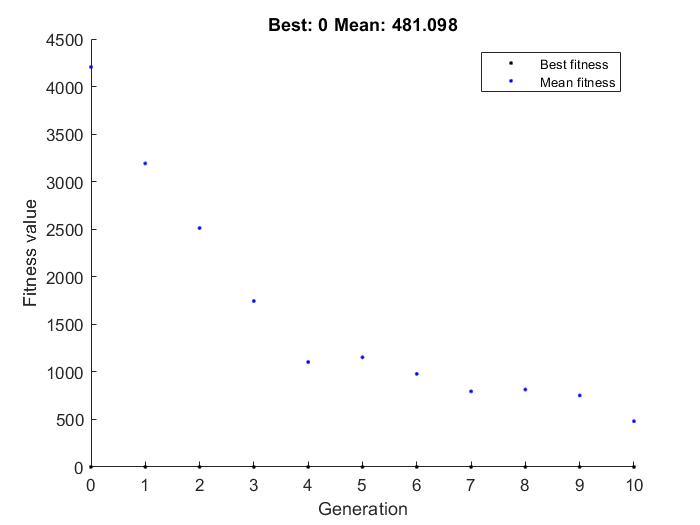 Best: 0 Mean: 481.098
4500
4000
3500
3000
2500
2000
1500
1000
500
0
Fitness value
Best fitness
Mean fitness
0 1 2 3 4 5 6 7 8 9 10
Generation